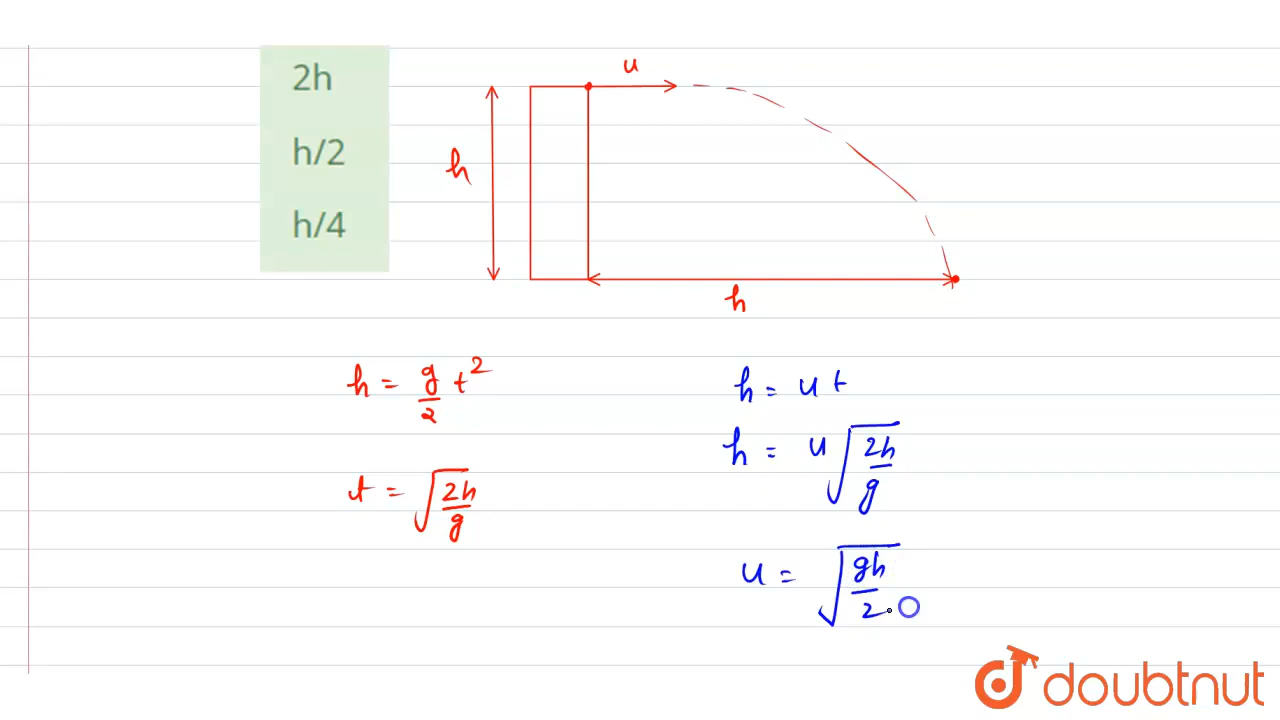 2h
h/2
h/4
u
h
h
h = g/2 t²
t = √(2h/g)
h = ut
h = u√(2h/g)
u = √(gh/2)
doubtnut